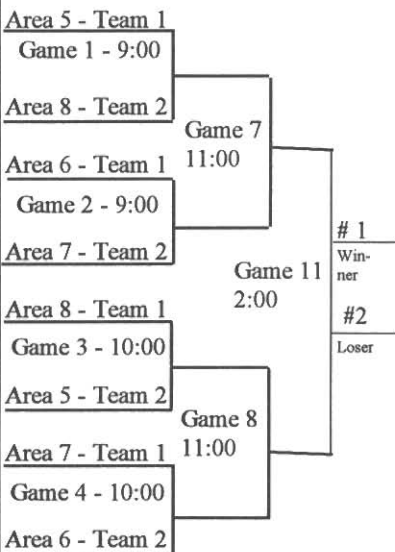 Area 5 - Team 1
Game 1 - 9:00
Area 8 - Team 2
Game 7
11:00
Area 6 - Team 1
Game 2 - 9:00
Area 7 - Team 2
Game 11
2:00
# 1
Win-
ner
#2
Loser
Area 8 - Team 1
Game 3 - 10:00
Area 5 - Team 2
Game 8
11:00
Area 7 - Team 1
Game 4 - 10:00
Area 6 - Team 2